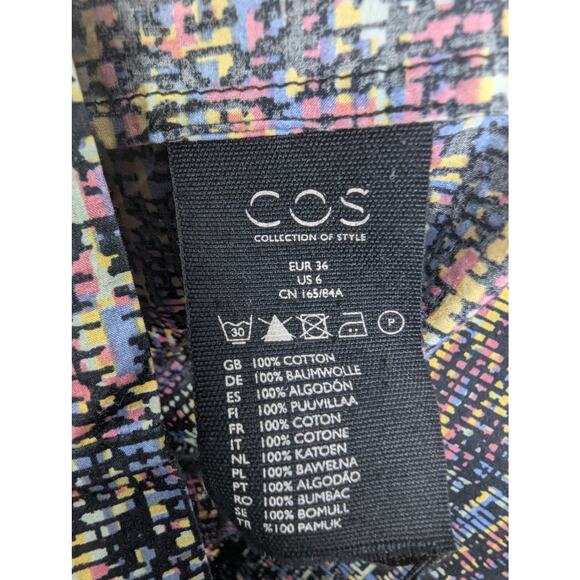 COS
COLLECTION OF STYLE
EUR 36
US 6
CN 165/84A
30 P
GB 100% COTTON
DE 100% BAUMWOLLE
ES 100% ALGODÓN
FI 100% PUUVILLAA
FR 100% COTON
IT 100% COTONE
NL 100% KATOEN
PL 100% BAWEŁNA
PT 100% ALGODÃO
RO 100% BUMBAC
SE 100% BOMULL
TR %100 PAMUK